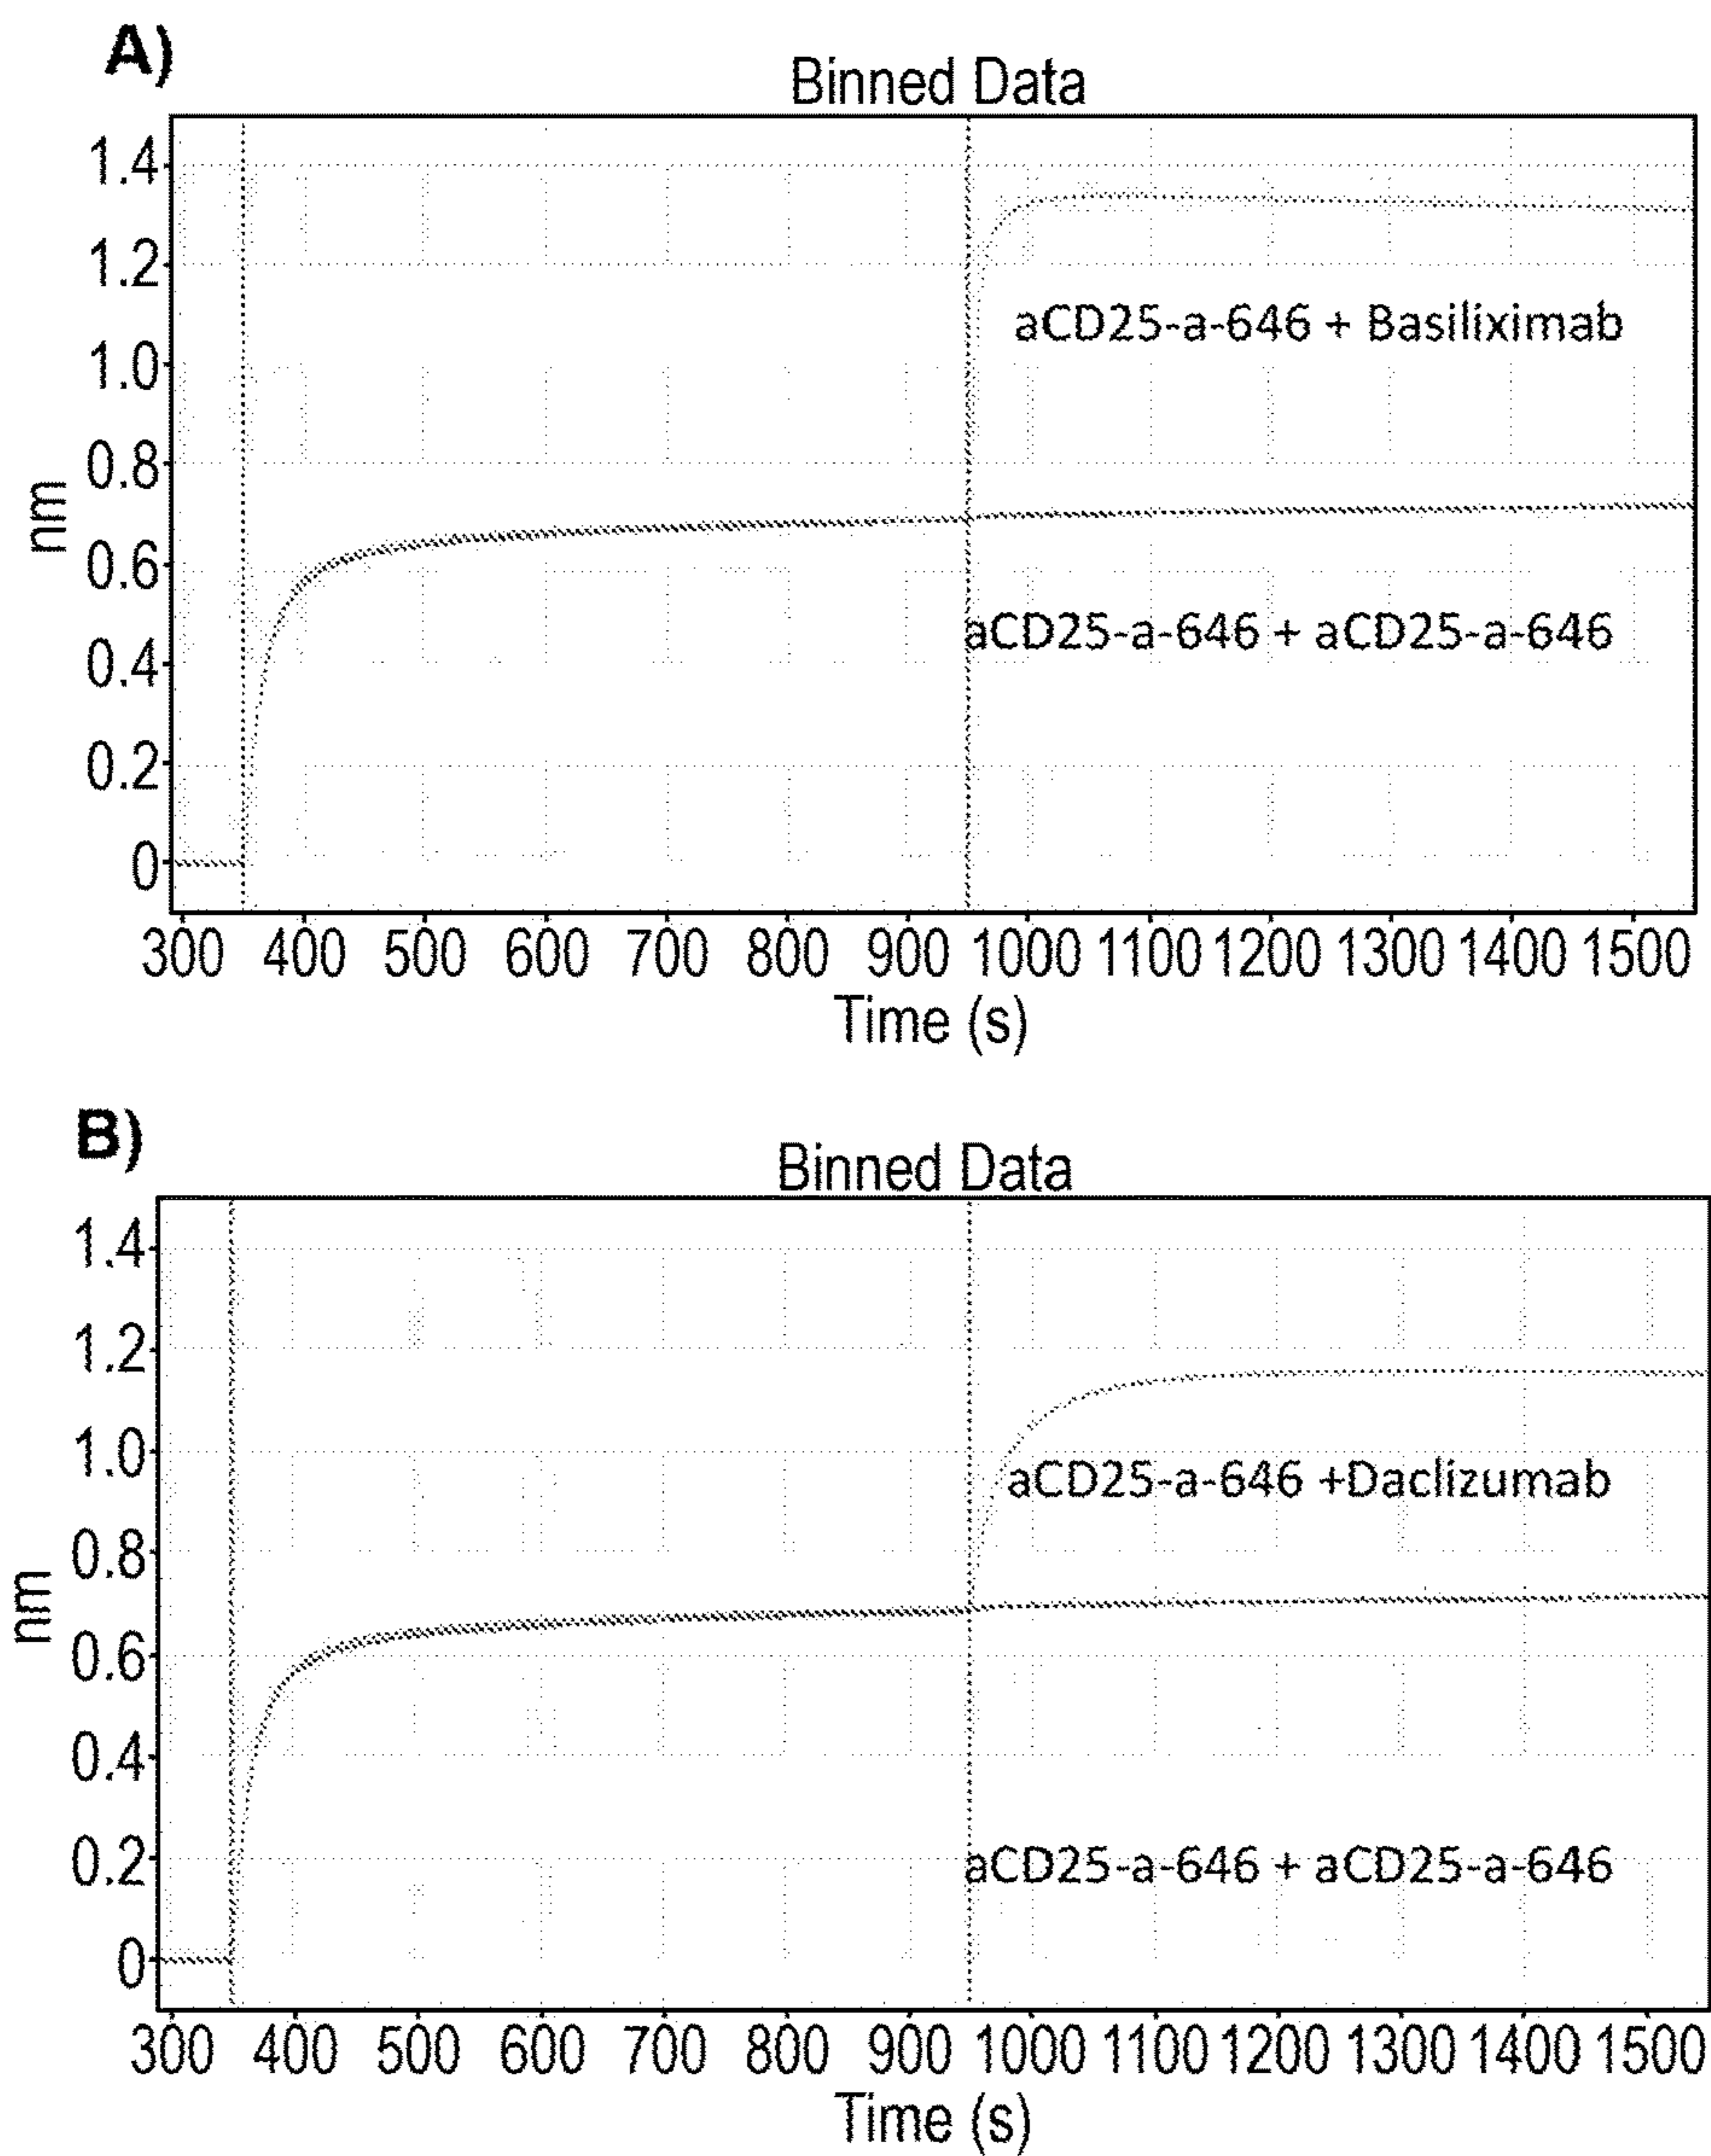 A)
Binned Data
1.4
1.2
1.0
0.8
0.6
0.4
0.2
0
nm
aCD25-a-646 + Basiliximab
aCD25-a-646 + aCD25-a-646
300 400 500 600 700 800 900 1000 1100 1200 1300 1400 1500
Time (s)
B)
Binned Data
1.4
1.2
1.0
0.8
0.6
0.4
0.2
0
nm
aCD25-a-646 +Daclizumab
aCD25-a-646 + aCD25-a-646
300 400 500 600 700 800 900 1000 1100 1200 1300 1400 1500
Time (s)